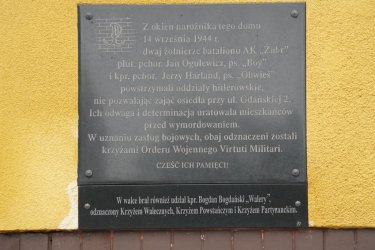 Z okien narożnika tego domu
14 września 1944 r.
dwaj żołnierze batalionu AK „Żubr”
plut. pchor. Jan Ogulewicz, ps. „Boy”
i kpr. pchor. Jerzy Harland, ps. „Obwieś”
powstrzymali oddziały hitlerowskie,
nie pozwalając zająć osiedla przy ul. Gdańskiej 2.
Ich odwaga i determinacja uratowała mieszkańców
przed wymordowaniem.
W uznaniu zasług bojowych, obaj odznaczeni zostali
krzyżami Orderu Wojennego Virtuti Militari.
CZEŚĆ ICH PAMIĘCI!
W walce brał również udział kpr. Bogdan Bogdański „Walery”,
odznaczony Krzyżem Walecznych, Krzyżem Powstańczym i Krzyżem Partyzanckim.